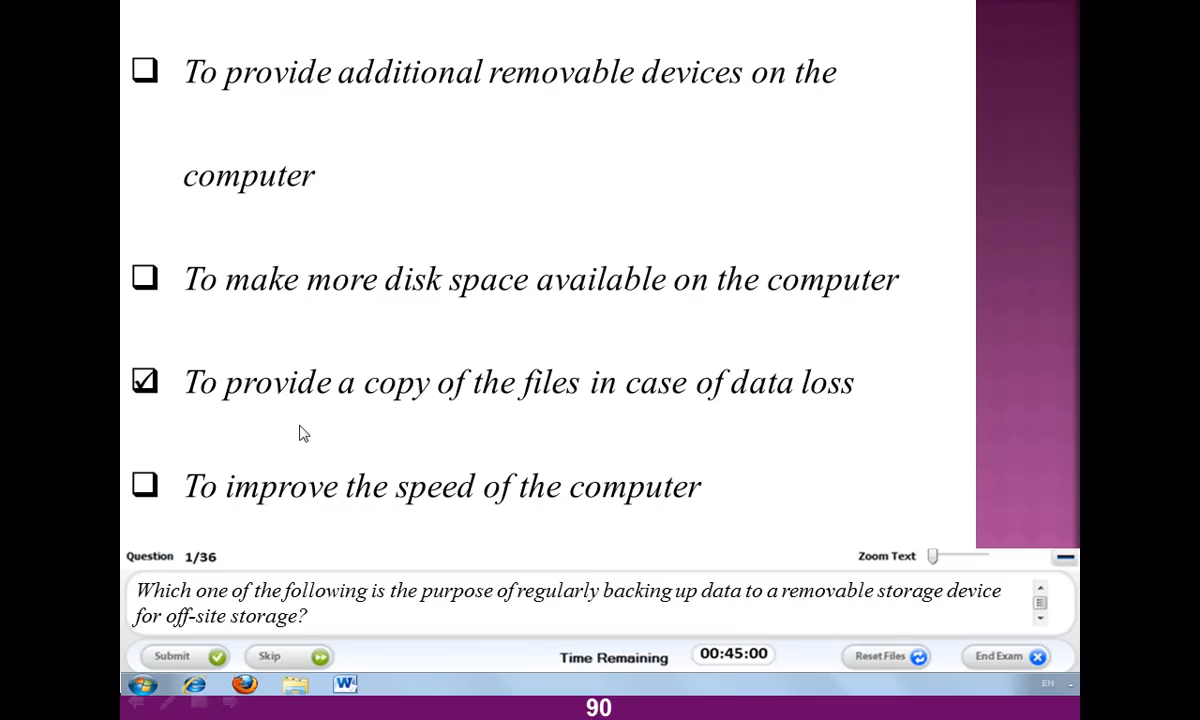 To provide additional removable devices on the
computer
To make more disk space available on the computer
To provide a copy of the files in case of data loss
To improve the speed of the computer
Question 1/36
Zoom Text
Which one of the following is the purpose of regularly backing up data to a removable storage device
for off-site storage?
Submit
Skip
Time Remaining
00:45:00
Reset Files
End Exam
EN
90